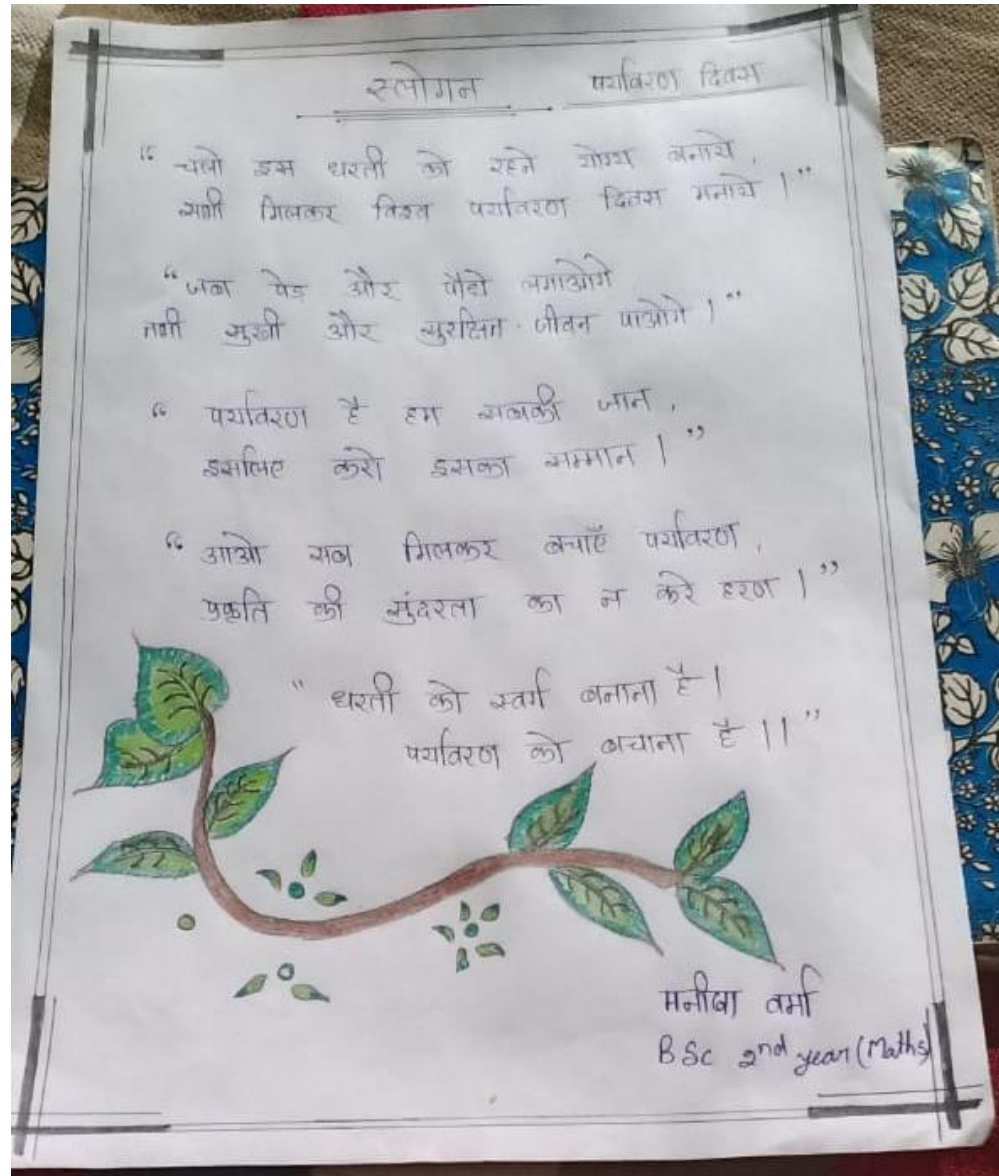 स्लोगन पर्यावरण दिवस
“ चलो इस धरती को रहने योग्य बनाये ,
सभी मिलकर विश्व पर्यावरण दिवस मनाये । ”
“ जब पेड और पौधे लगाओगे
तभी सुखी और सुरक्षित जीवन पाओगे । ”
“ पर्यावरण है हम सबकी जान ,
इसलिए करो इसका सम्मान । ”
“ आओ सब मिलकर बचाएँ पर्यावरण ,
प्रकृति की सुंदरता का न करे हरण । ”
“ धरती को स्वर्ग बनाना है ।
पर्यावरण को बचाना है ।। ”
मनीषा वर्मा
BSc 2nd year (Maths)